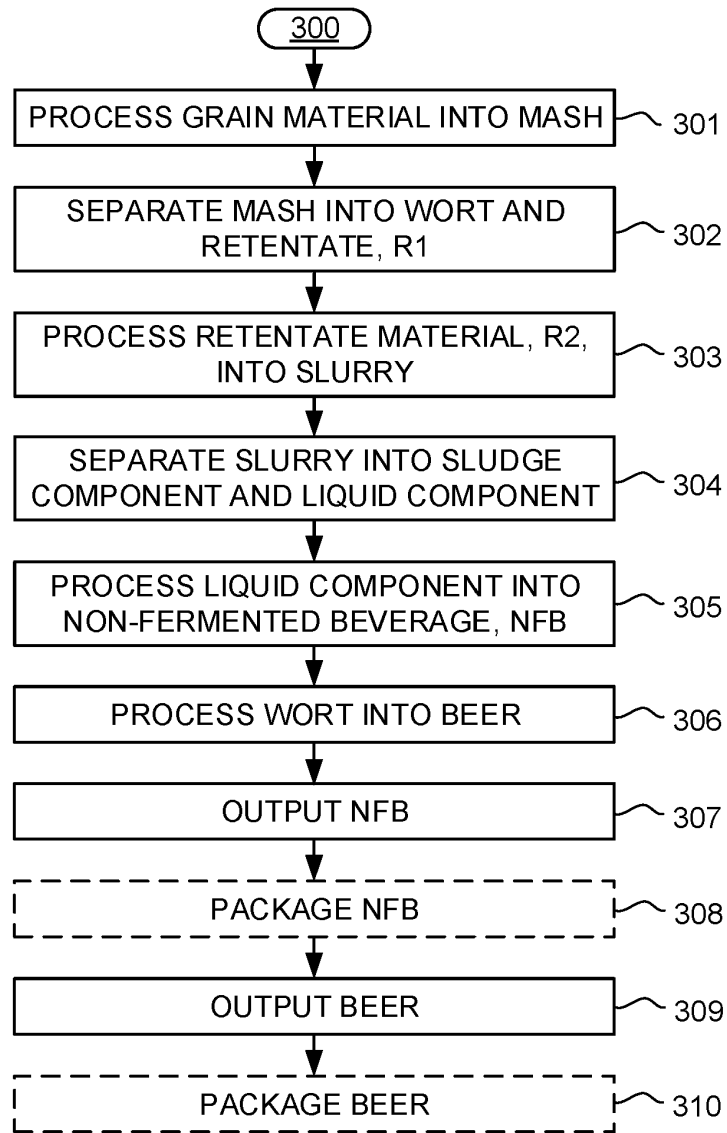 300
PROCESS GRAIN MATERIAL INTO MASH
301
SEPARATE MASH INTO WORT AND
RETENTATE, R1
302
PROCESS RETENTATE MATERIAL, R2,
INTO SLURRY
303
SEPARATE SLURRY INTO SLUDGE
COMPONENT AND LIQUID COMPONENT
304
PROCESS LIQUID COMPONENT INTO
NON-FERMENTED BEVERAGE, NFB
305
PROCESS WORT INTO BEER
306
OUTPUT NFB
307
PACKAGE NFB
308
OUTPUT BEER
309
PACKAGE BEER
310